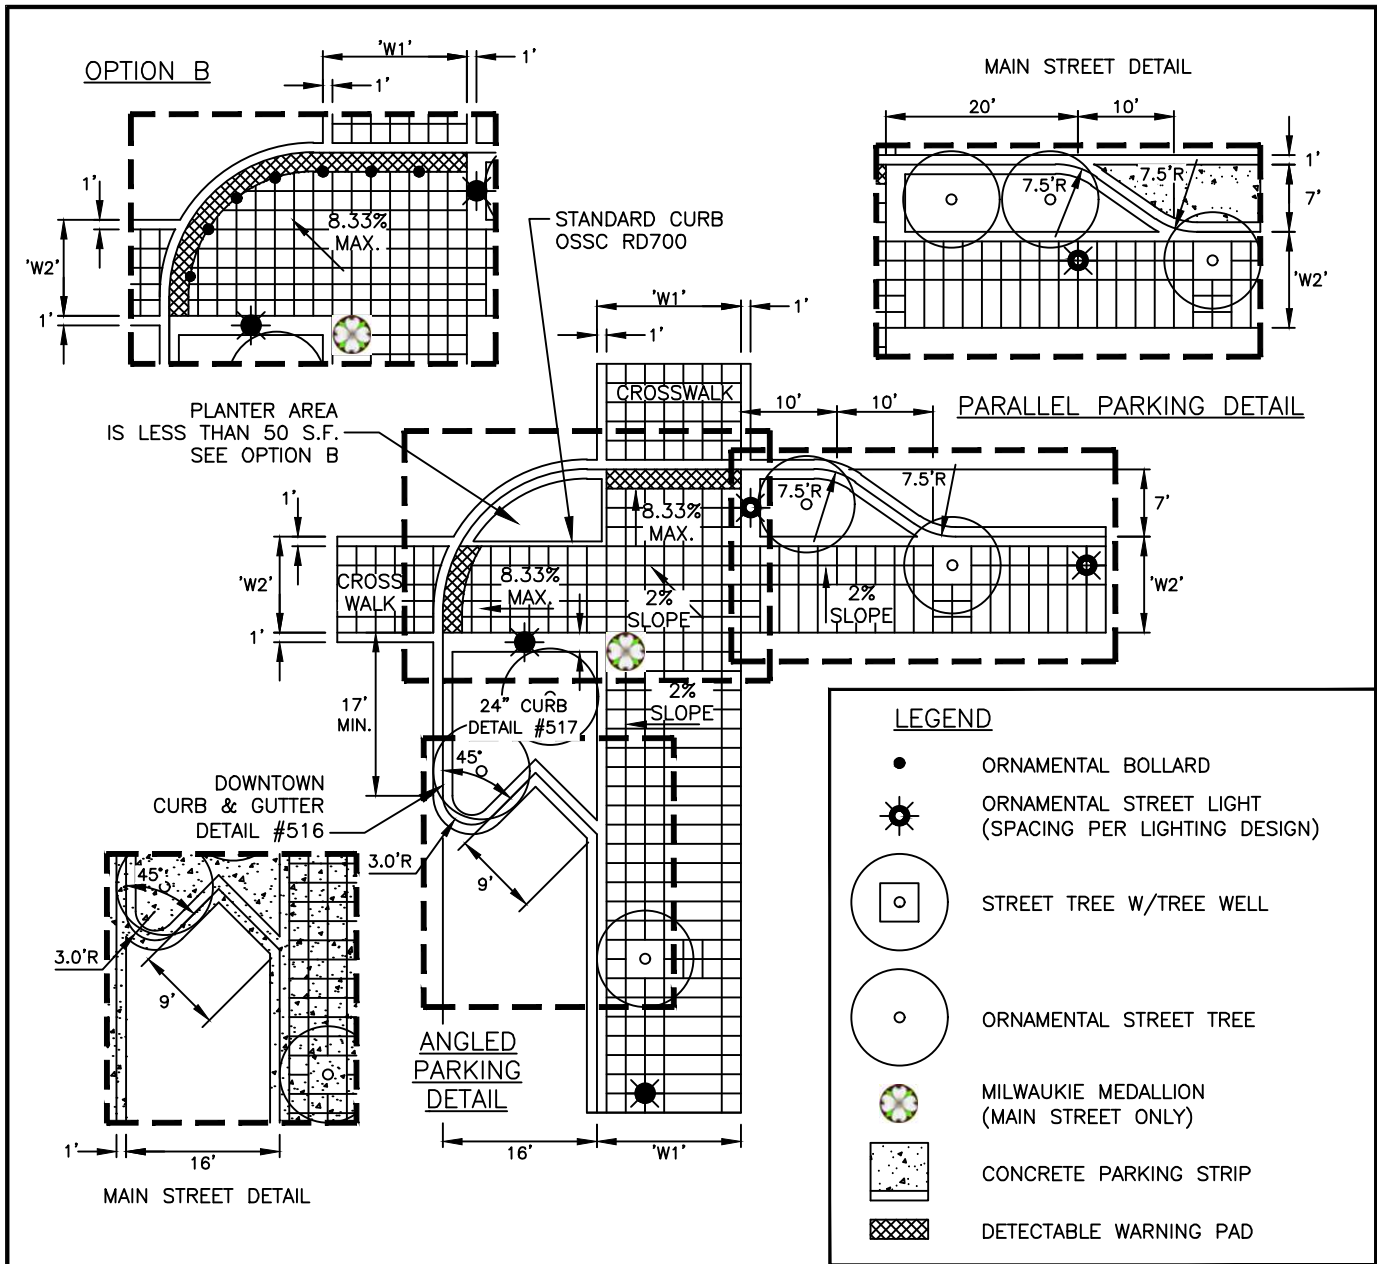 OPTION B
'W1'
1'
1'
1'
'W2'
1'
8.33%
MAX.
STANDARD CURB
OSSC RD700
MAIN STREET DETAIL
20'
10'
7.5'R
7.5'R
1'
7'
'W2'
PARALLEL PARKING DETAIL
PLANTER AREA
IS LESS THAN 50 S.F.
SEE OPTION B
'W1'
1'
1'
CROSSWALK
10'
10'
7.5'R
7.5'R
7'
'W2'
1'
'W2'
1'
CROSS
WALK
8.33%
MAX.
8.33%
MAX.
2%
SLOPE
2%
SLOPE
2%
SLOPE
17'
MIN.
24" CURB
DETAIL #517
45°
DOWNTOWN
CURB & GUTTER
DETAIL #516
3.0'R
9'
45°
3.0'R
9'
1'
16'
MAIN STREET DETAIL
ANGLED
PARKING
DETAIL
16'
'W1'
LEGEND
ORNAMENTAL BOLLARD
ORNAMENTAL STREET LIGHT
(SPACING PER LIGHTING DESIGN)
STREET TREE W/TREE WELL
ORNAMENTAL STREET TREE
MILWAUKIE MEDALLION
(MAIN STREET ONLY)
CONCRETE PARKING STRIP
DETECTABLE WARNING PAD